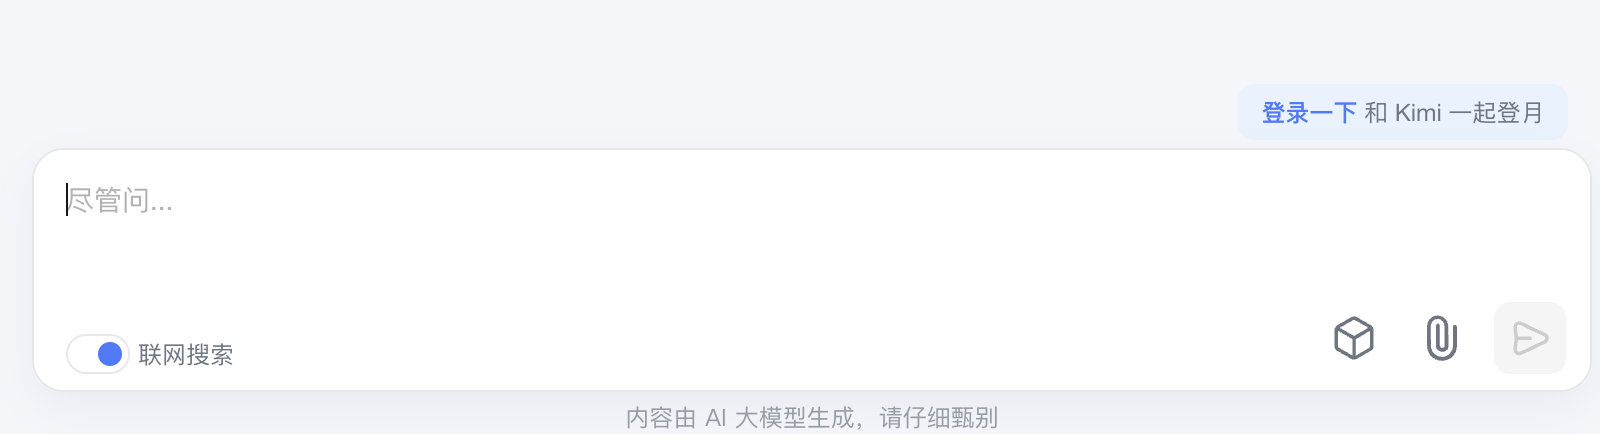 登录一下 和 Kimi 一起登月
尽管问...
联网搜索
内容由 AI 大模型生成，请仔细甄别